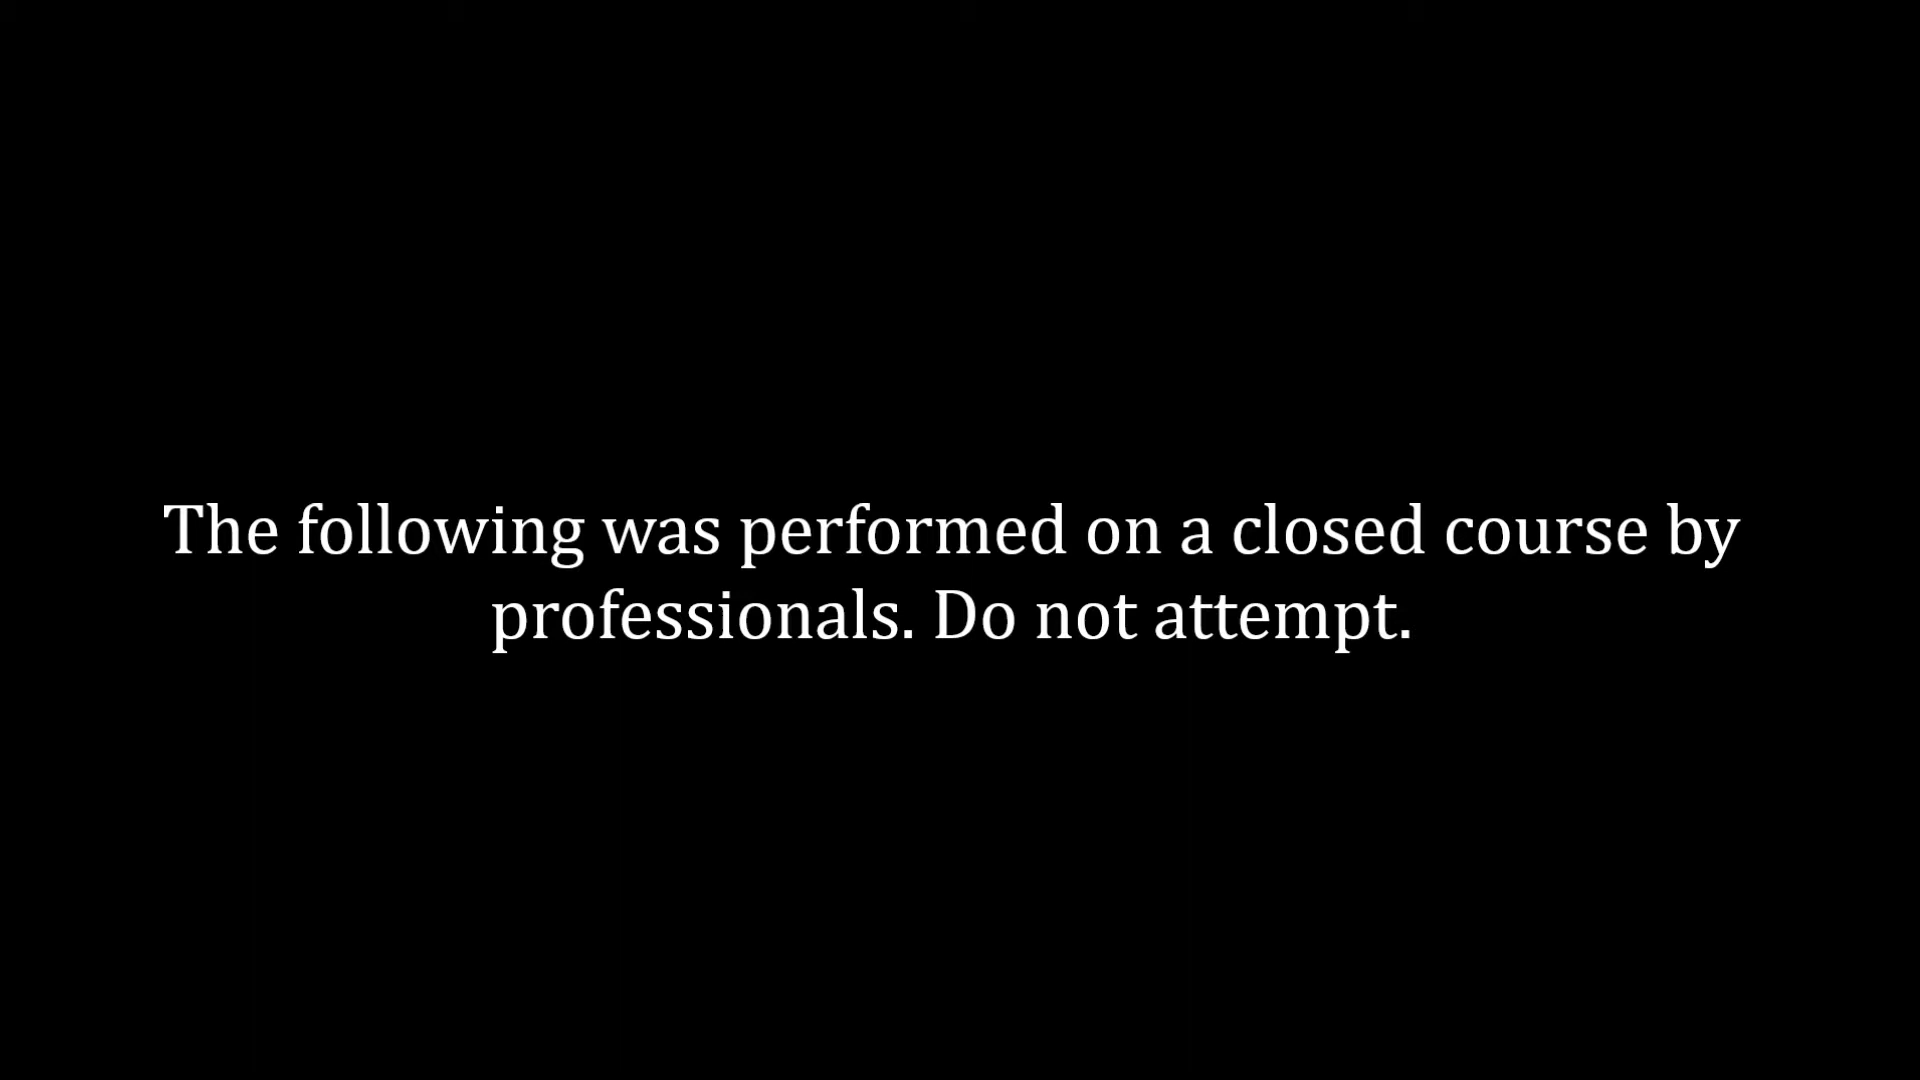 The following was performed on a closed course by
professionals. Do not attempt.